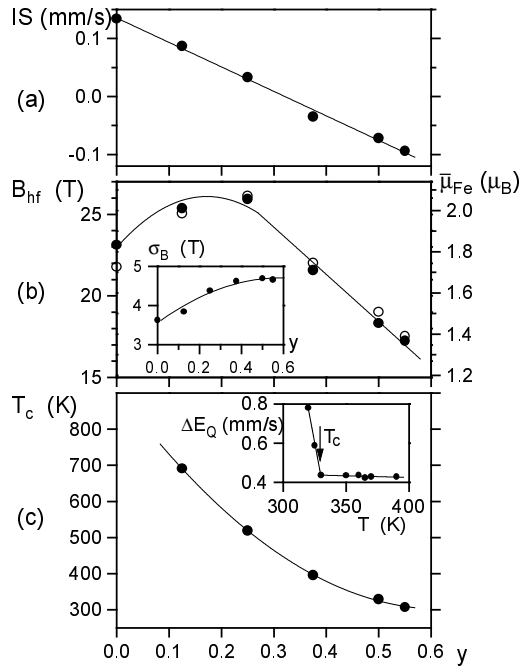 IS (mm/s)
0.1
0.0
-0.1
(a)
B_hf (T)
μ̄_Fe (μ_B)
25
20
15
2.0
1.8
1.6
1.4
1.2
(b)
σ_B (T)
5
4
3
0.0 0.2 0.4 0.6
y
T_c (K)
800
700
600
500
400
300
(c)
ΔE_Q (mm/s)
0.8
0.6
0.4
T_c
300 350 400
T (K)
0.0 0.1 0.2 0.3 0.4 0.5 0.6
y